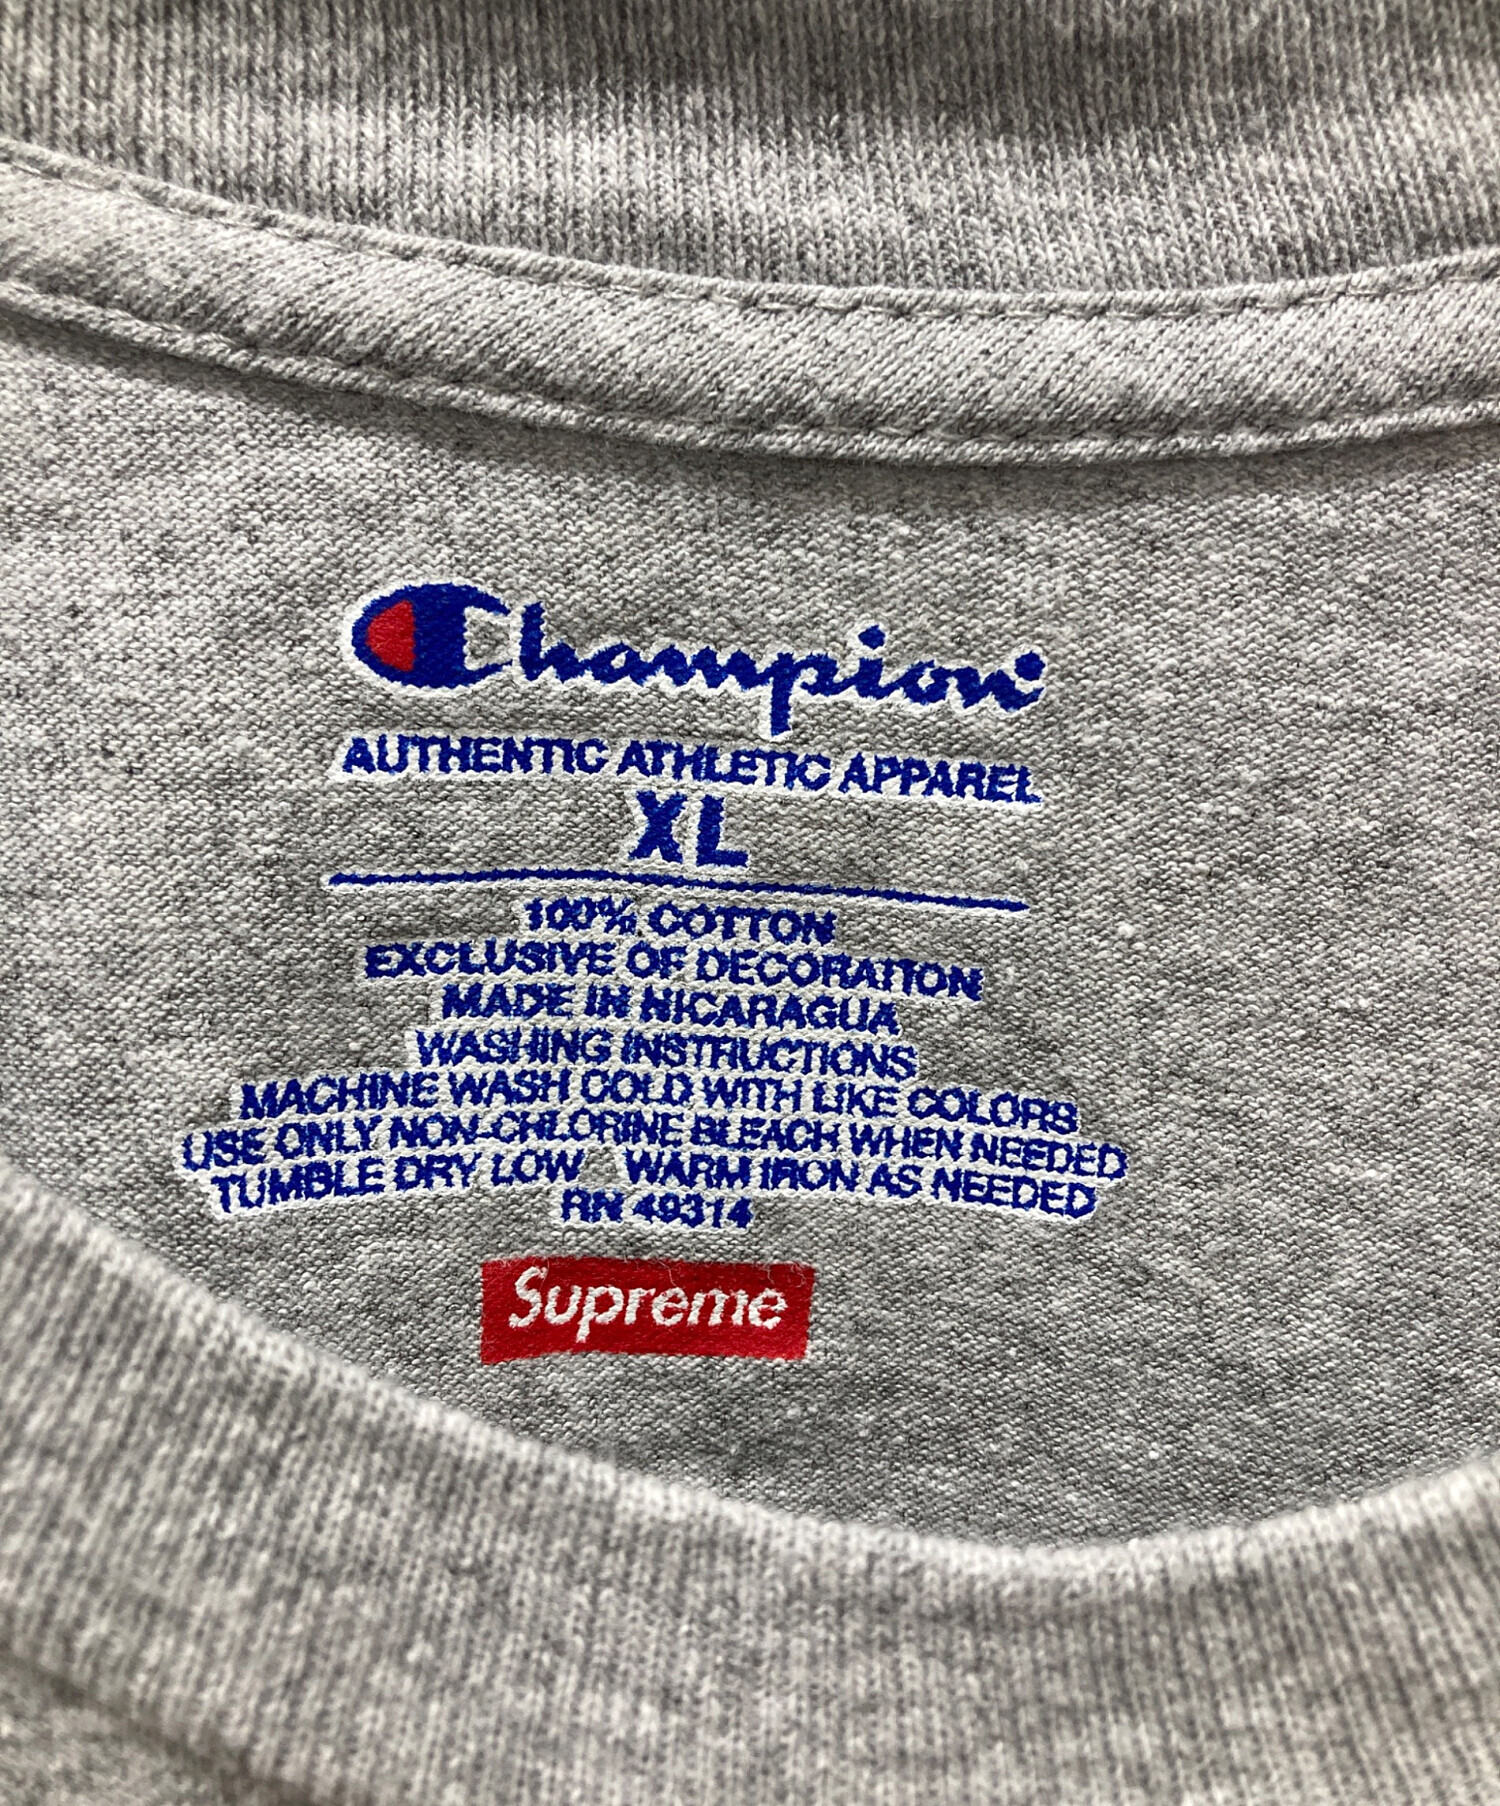 Champion
AUTHENTIC ATHLETIC APPAREL
XL
100% COTTON
EXCLUSIVE OF DECORATION
MADE IN NICARAGUA
WASHING INSTRUCTIONS
MACHINE WASH COLD WITH LIKE COLORS
USE ONLY NON-CHLORINE BLEACH WHEN NEEDED
TUMBLE DRY LOW WARM IRON AS NEEDED
RN 49314
Supreme